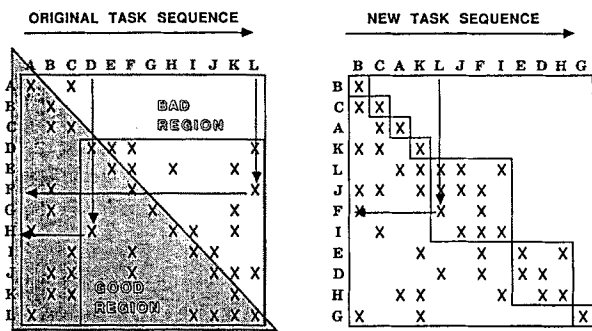 ORIGINAL TASK SEQUENCE
A B C D E F G H I J K L
A X X
B X BAD
C X X REGION
D X X X X
E X X X X
F X X X
G X X X
H X X X X X
I X X X X
J X X X X X X
GOOD
K X X X
REGION
L X X X X X
NEW TASK SEQUENCE
B C A K L J F I E D H G
B X
C X X
A X X
K X X X
L X X X X X
J X X X X X X
F X X X
I X X X X
E X X X X
D X X X X
H X X X X X
G X X X